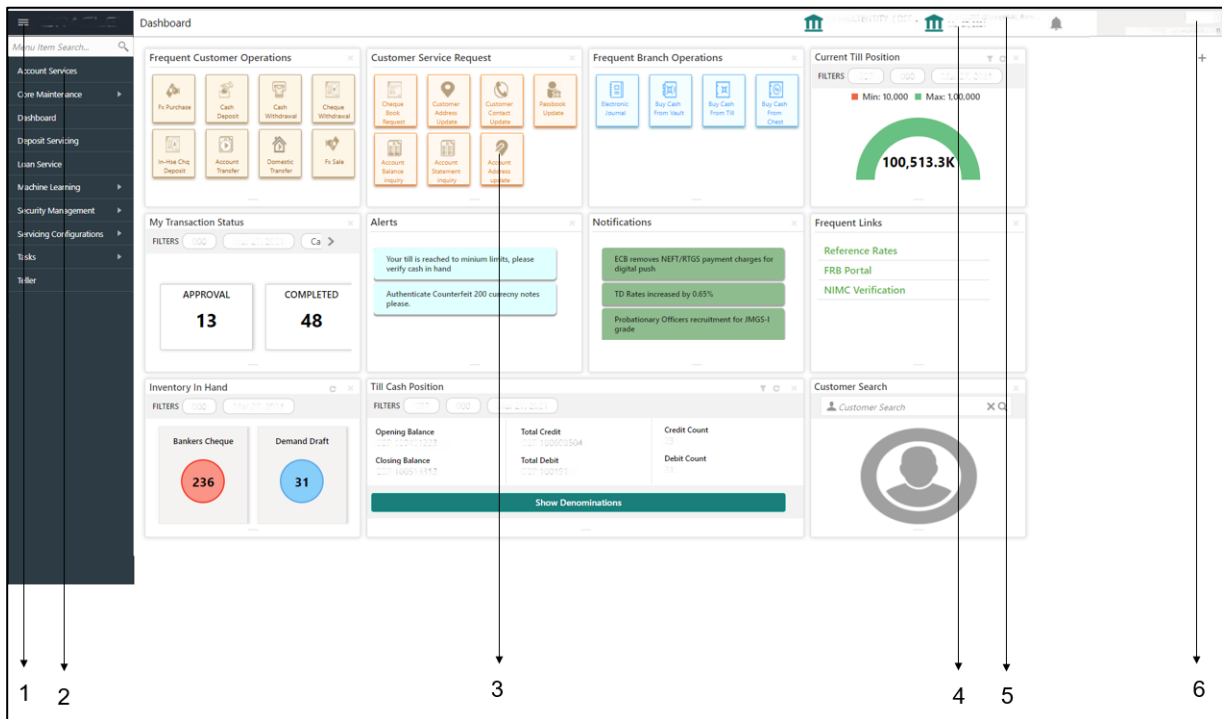 Dashboard
Menu Item Search...
Account Services
Core Maintenance
Dashboard
Deposit Servicing
Loan Service
Machine Learning
Security Management
Servicing Configurations
Tasks
Teller
Frequent Customer Operations
Fx Purchase
Cash
Deposit
Cash
Withdrawal
Cheque
Withdrawal
In-Hse Chq
Deposit
Account
Transfer
Domestic
Transfer
Fx Sale
Customer Service Request
Cheque
Book
Request
Customer
Address
Update
Customer
Contact
Update
Passbook
Update
Account
Balance
Inquiry
Account
Statement
Inquiry
Account
Address
update
Frequent Branch Operations
Electronic
Journal
Buy Cash
From Vault
Buy Cash
From Till
Buy Cash
From
Chest
Current Till Position
FILTERS
Min: 10,000 Max: 1,00,000
100,513.3K
My Transaction Status
FILTERS Ca
APPROVAL
13
COMPLETED
48
Alerts
Your till is reached to minium limits, please
verify cash in hand
Authenticate Counterfeit 200 currecny notes
please.
Notifications
ECB removes NEFT/RTGS payment charges for
digital push
TD Rates increased by 0.65%
Probationary Officers recruitment for JMGS-I
grade
Frequent Links
Reference Rates
FRB Portal
NIMC Verification
Inventory In Hand
FILTERS
Bankers Cheque
236
Demand Draft
31
Till Cash Position
FILTERS
Opening Balance
Closing Balance
Total Credit
Total Debit
Credit Count
Debit Count
Show Denominations
Customer Search
Customer Search
1
2
3
4
5
6